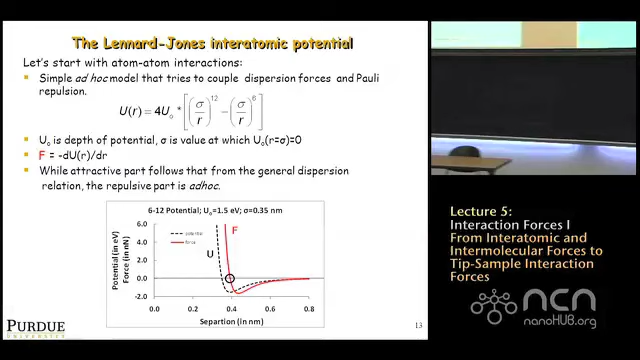 The Lennard-Jones interatomic potential
Let's start with atom-atom interactions:
Simple ad hoc model that tries to couple dispersion forces and Pauli
repulsion.
U(r) = 4U₀ * [(σ/r)¹² − (σ/r)⁶]
U₀ is depth of potential, σ is value at which U₀(r=σ)=0
F = -dU(r)/dr
While attractive part follows that from the general dispersion
relation, the repulsive part is adhoc.
6-12 Potential; U₀=1.5 eV; σ=0.35 nm
Potential (in eV)
Force (in nN)
6.0
4.0
2.0
0.0
-2.0
U
F
potential
force
0.0 0.2 0.4 0.6 0.8
Separtion (in nm)
PURDUE
UNIVERSITY
13
Lecture 5:
Interaction Forces I
From Interatomic and
Intermolecular Forces to
Tip-Sample Interaction
Forces
ncn
nanoHUB.org